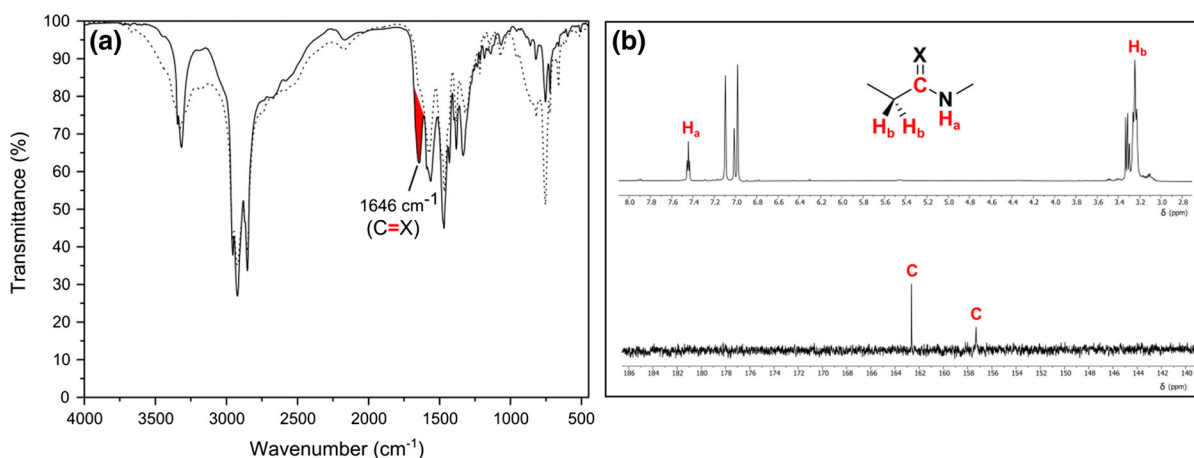 (a)
100
90
80
70
60
50
40
30
20
10
0
Transmittance (%)
1646 cm⁻¹
(C=X)
4000 3500 3000 2500 2000 1500 1000 500
Wavenumber (cm⁻¹)
(b)
X
C
N
Hb Hb Ha
Ha
Hb
8.0 7.8 7.6 7.4 7.2 7.0 6.8 6.6 6.4 6.2 6.0 5.8 5.6 5.4 5.2 5.0 4.8 4.6 4.4 4.2 4.0 3.8 3.6 3.4 3.2 3.0 2.8
δ (ppm)
C
C
186 184 182 180 178 176 174 172 170 168 166 164 162 160 158 156 154 152 150 148 146 144 142 140
δ (ppm)